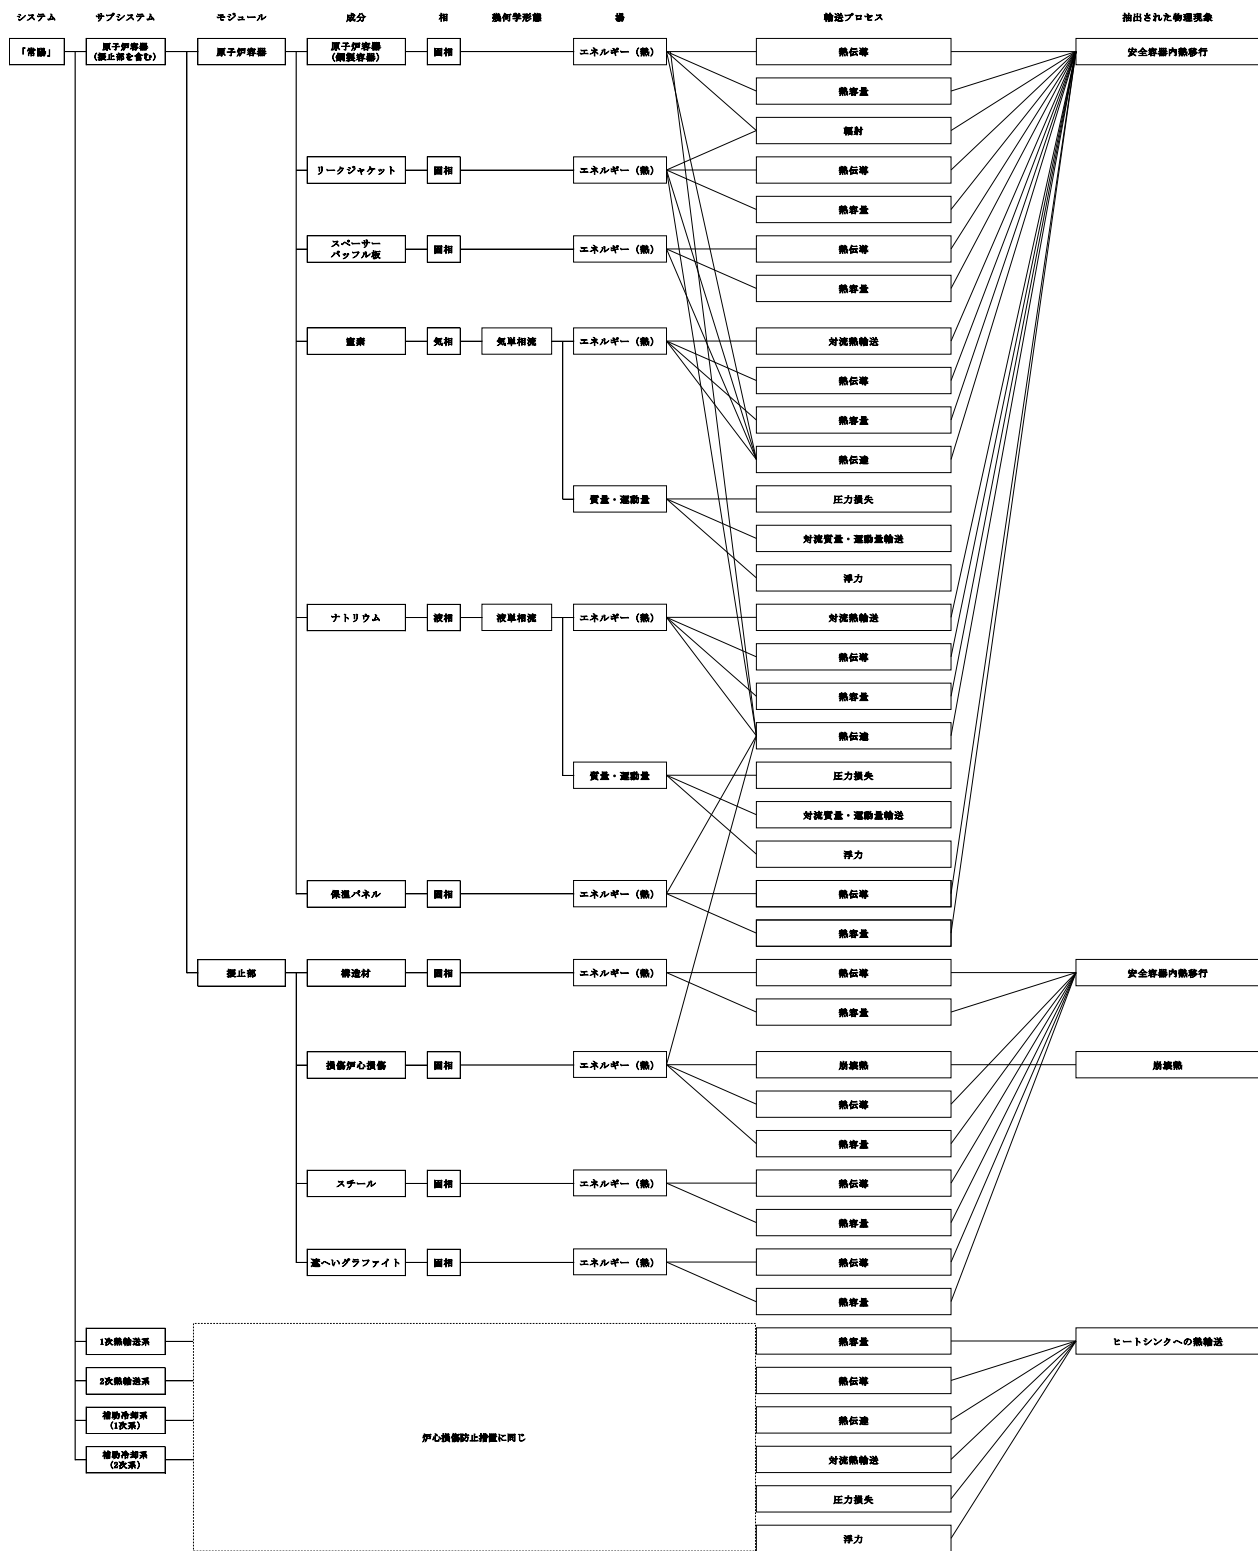 システム サブシステム モジュール 成分 相 幾何学形態 場 輸送プロセス 抽出された物理現象
「常陽」 原子炉容器 原子炉容器 原子炉容器 固相 エネルギー（熱） 熱伝導 安全容器内熱移行
(振止部を含む) (鋼製容器)
熱容量
輻射
リークジャケット 固相 エネルギー（熱） 熱伝導
熱容量
スペーサー 固相 エネルギー（熱） 熱伝導
バッフル板
熱容量
窒素 気相 気単相流 エネルギー（熱） 対流熱輸送
熱伝導
熱容量
熱伝達
質量・運動量 圧力損失
対流質量・運動量輸送
浮力
ナトリウム 液相 液単相流 エネルギー（熱） 対流熱輸送
熱伝導
熱容量
熱伝達
質量・運動量 圧力損失
対流質量・運動量輸送
浮力
保温パネル 固相 エネルギー（熱） 熱伝導
熱容量
振止部 構造材 固相 エネルギー（熱） 熱伝導 安全容器内熱移行
熱容量
損傷炉心損傷 固相 エネルギー（熱） 崩壊熱 崩壊熱
熱伝導
熱容量
スチール 固相 エネルギー（熱） 熱伝導
熱容量
遮へいグラファイト 固相 エネルギー（熱） 熱伝導
熱容量
1次熱輸送系 熱容量 ヒートシンクへの熱輸送
2次熱輸送系 熱伝導
補助冷却系 熱伝達
(1次系)
炉心損傷防止措置に同じ
補助冷却系 対流熱輸送
(2次系)
圧力損失
浮力